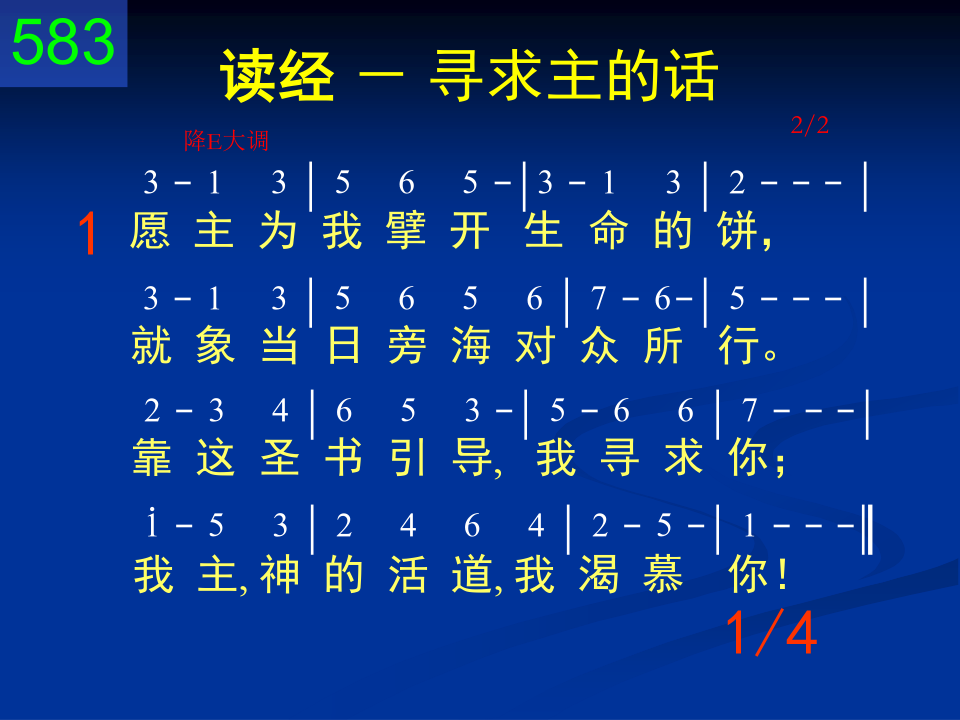 583
读经 － 寻求主的话
降E大调 2/2
3 - 1 3 | 5 6 5 - | 3 - 1 3 | 2 - - - |
1 愿 主 为 我 擘 开 生 命 的 饼，
3 - 1 3 | 5 6 5 6 | 7 - 6 - | 5 - - - |
就 象 当 日 旁 海 对 众 所 行。
2 - 3 4 | 6 5 3 - | 5 - 6 6 | 7 - - - |
靠 这 圣 书 引 导, 我 寻 求 你；
i - 5 3 | 2 4 6 4 | 2 - 5 - | 1 - - - ‖
我 主, 神 的 活 道, 我 渴 慕 你！
1/4